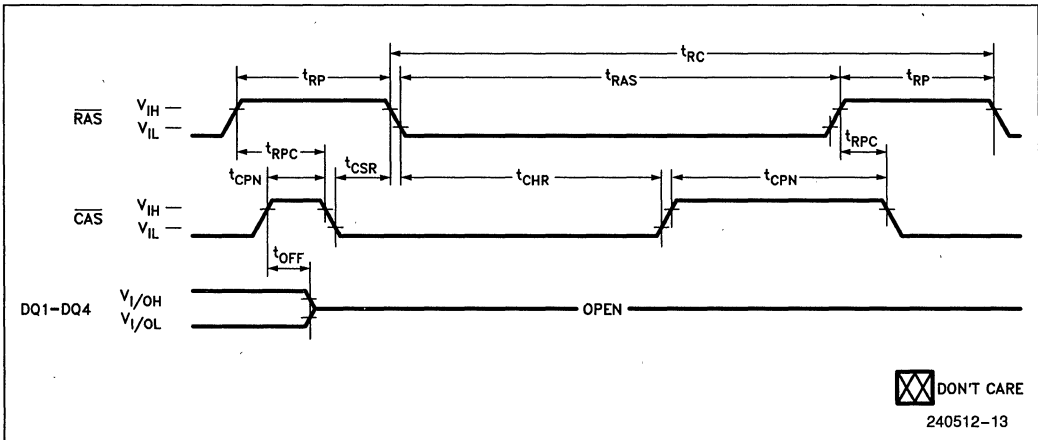 tRC
tRP tRAS tRP
RAS VIH
VIL
tRPC tCSR tRPC
tCPN tCHR tCPN
CAS VIH
VIL
tOFF
DQ1-DQ4 VI/OH
VI/OL
OPEN
DON'T CARE
240512-13